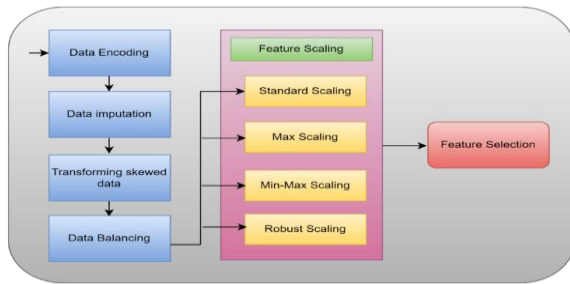 Data Encoding
Data imputation
Transforming skewed
data
Data Balancing
Feature Scaling
Standard Scaling
Max Scaling
Min-Max Scaling
Robust Scaling
Feature Selection